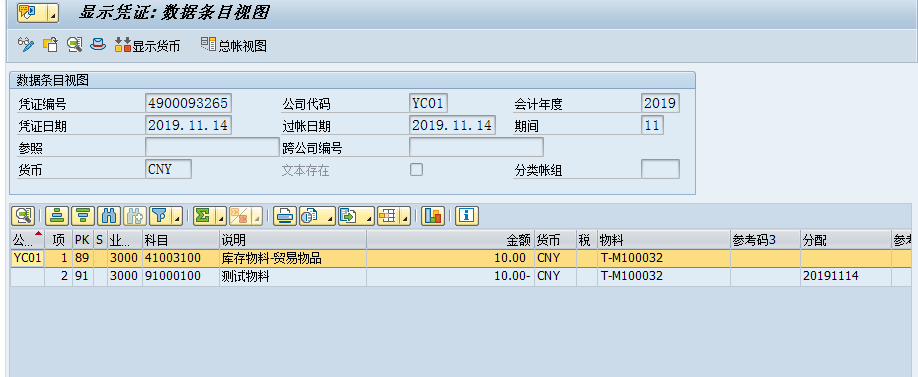 显示凭证: 数据条目视图
显示货币 总帐视图
数据条目视图
凭证编号 4900093265 公司代码 YC01 会计年度 2019
凭证日期 2019.11.14 过帐日期 2019.11.14 期间 11
参照 跨公司编号
货币 CNY 文本存在 分类帐组
公... 项 PK S 业... 科目 说明 金额 货币 税 物料 参考码3 分配
YC01 1 89 3000 41003100 库存物料-贸易物品 10.00 CNY T-M100032
2 91 3000 91000100 测试物料 10.00- CNY T-M100032 20191114